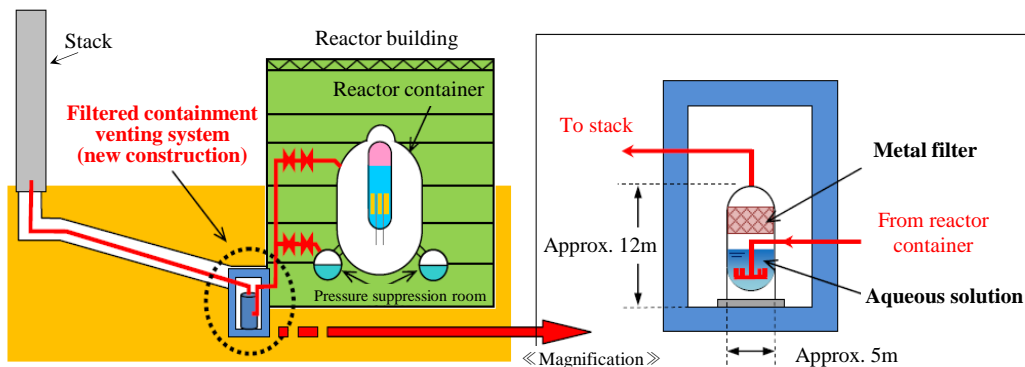 Stack
Reactor building
Reactor container
Filtered containment
venting system
(new construction)
Pressure suppression room
≪Magnification≫
To stack
Metal filter
From reactor
container
Approx. 12m
Aqueous solution
Approx. 5m